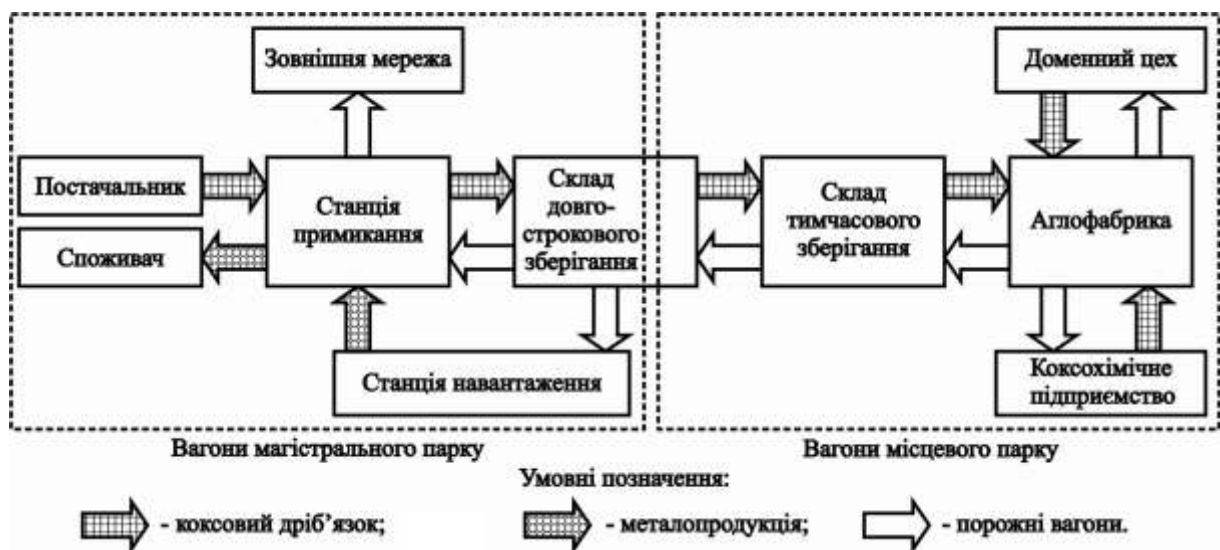 Зовнішня мережа
Доменний цех
Постачальник
Споживач
Станція
примикання
Склад
довго-
строкового
зберігання
Склад
тимчасового
зберігання
Аглофабрика
Станція навантаження
Коксохімічне
підприємство
Вагони магістрального парку
Вагони місцевого парку
Умовні позначення:
- коксовий дріб’язок;
- металопродукція;
- порожні вагони.